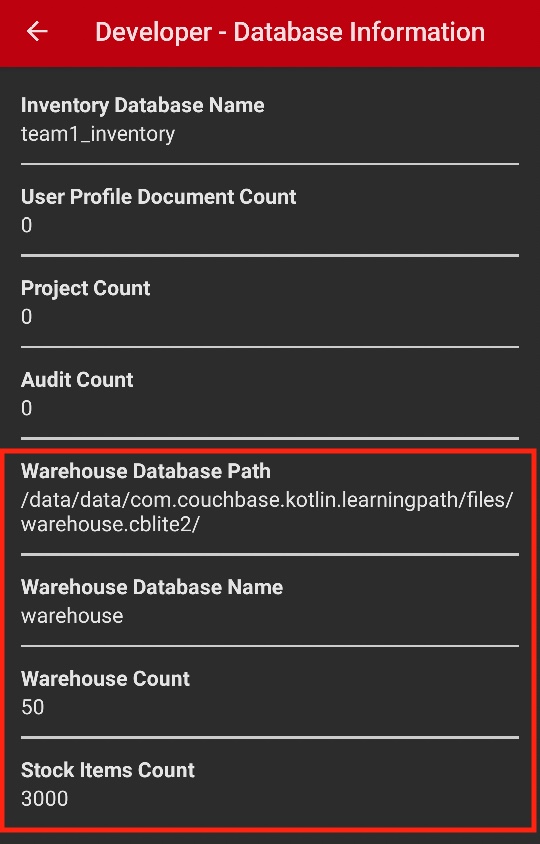 Developer - Database Information
Inventory Database Name
team1_inventory
User Profile Document Count
0
Project Count
0
Audit Count
0
Warehouse Database Path
/data/data/com.couchbase.kotlin.learningpath/files/
warehouse.cblite2/
Warehouse Database Name
warehouse
Warehouse Count
50
Stock Items Count
3000